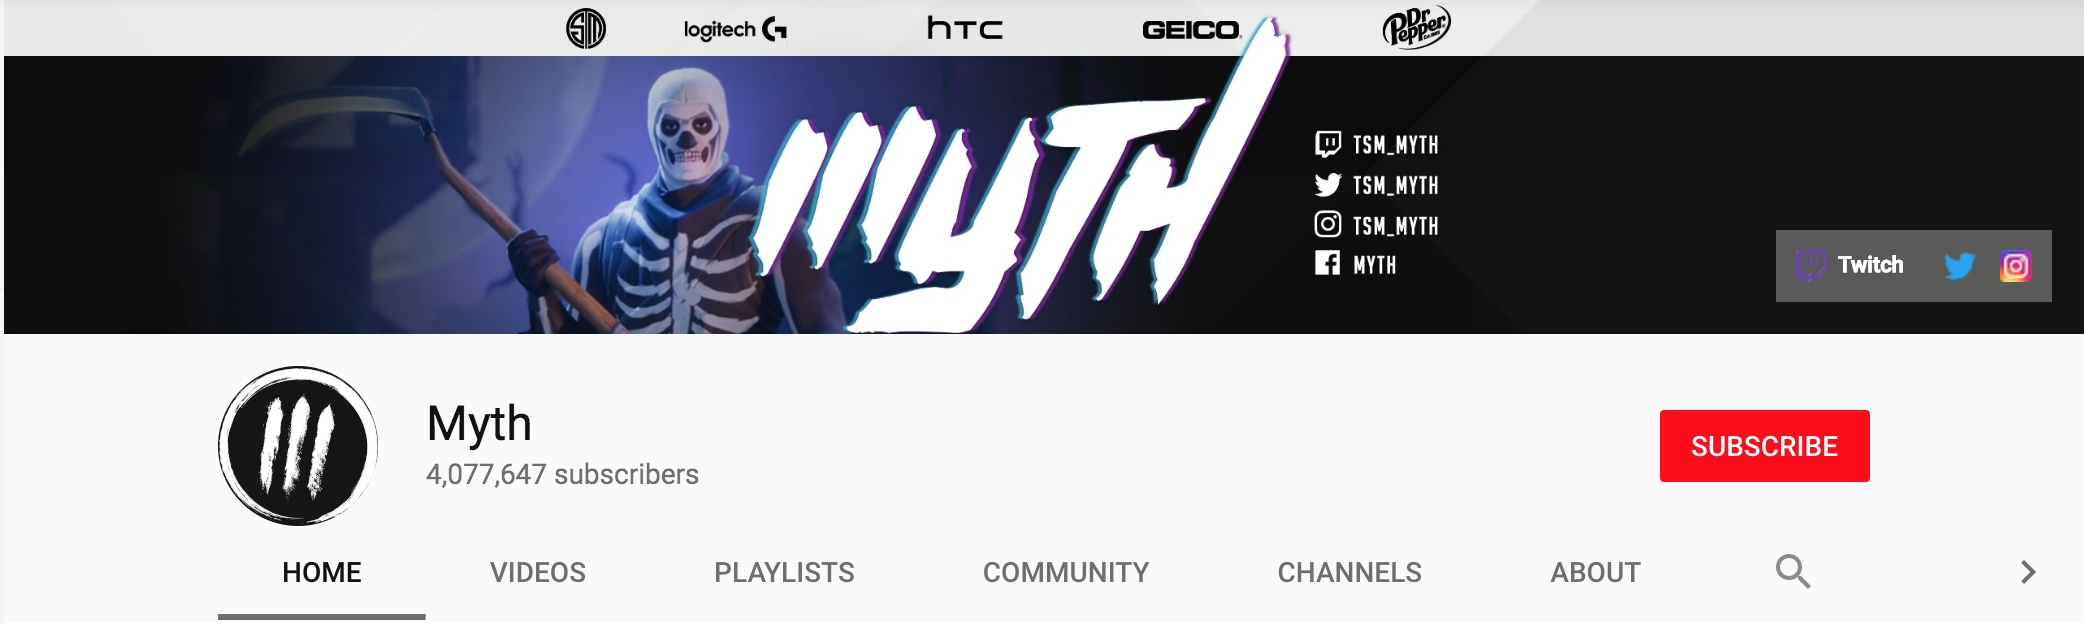 TSM
logitech G
hTC
GEICO
Dr Pepper
MYTH
TSM_MYTH
TSM_MYTH
TSM_MYTH
MYTH
Twitch
Myth
4,077,647 subscribers
SUBSCRIBE
HOME VIDEOS PLAYLISTS COMMUNITY CHANNELS ABOUT